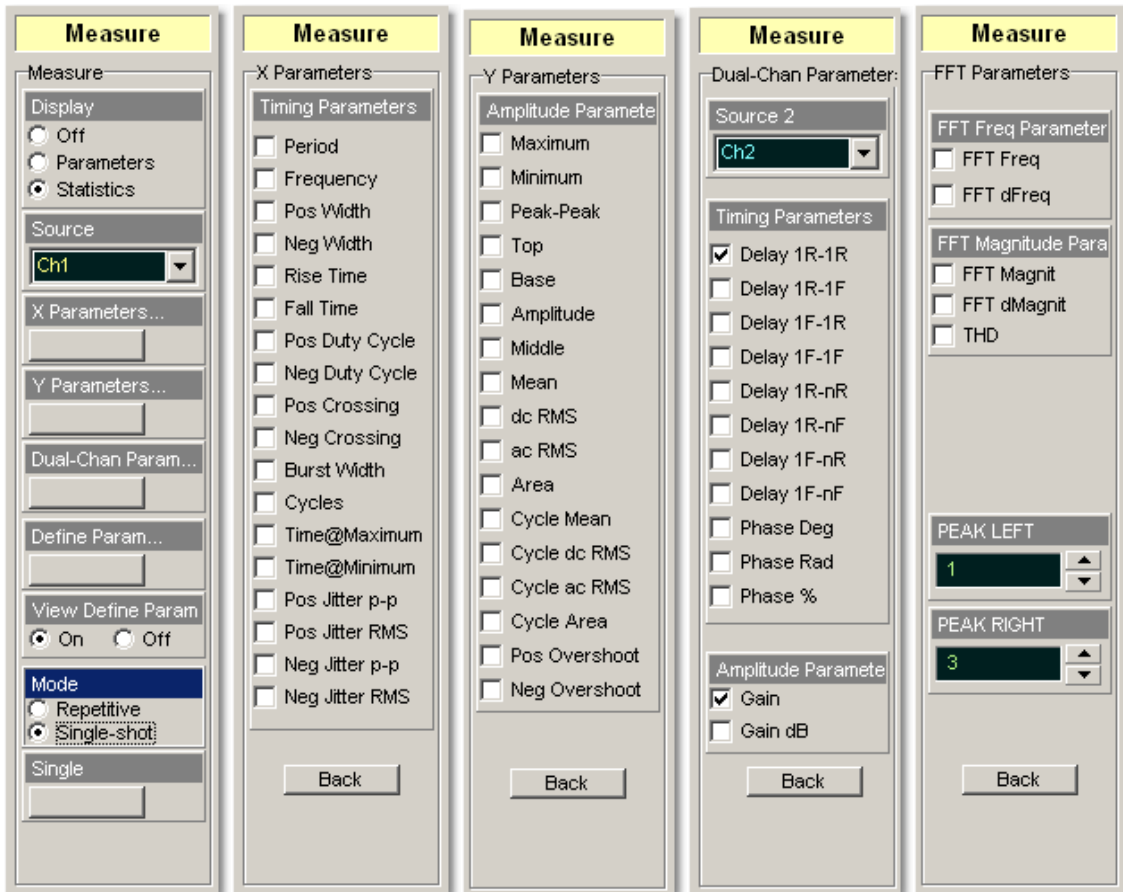 Measure
Measure
Display
Off
Parameters
Statistics
Source
Ch1
X Parameters...
Y Parameters...
Dual-Chan Param...
Define Param...
View Define Param
On Off
Mode
Repetitive
Single-shot
Single
Measure
X Parameters
Timing Parameters
Period
Frequency
Pos Width
Neg Width
Rise Time
Fall Time
Pos Duty Cycle
Neg Duty Cycle
Pos Crossing
Neg Crossing
Burst Width
Cycles
Time@Maximum
Time@Minimum
Pos Jitter p-p
Pos Jitter RMS
Neg Jitter p-p
Neg Jitter RMS
Back
Measure
Y Parameters
Amplitude Paramete
Maximum
Minimum
Peak-Peak
Top
Base
Amplitude
Middle
Mean
dc RMS
ac RMS
Area
Cycle Mean
Cycle dc RMS
Cycle ac RMS
Cycle Area
Pos Overshoot
Neg Overshoot
Back
Measure
Dual-Chan Parameter:
Source 2
Ch2
Timing Parameters
Delay 1R-1R
Delay 1R-1F
Delay 1F-1R
Delay 1F-1F
Delay 1R-nR
Delay 1R-nF
Delay 1F-nR
Delay 1F-nF
Phase Deg
Phase Rad
Phase %
Amplitude Paramete
Gain
Gain dB
Back
Measure
FFT Parameters
FFT Freq Parameter
FFT Freq
FFT dFreq
FFT Magnitude Para
FFT Magnit
FFT dMagnit
THD
PEAK LEFT
1
PEAK RIGHT
3
Back